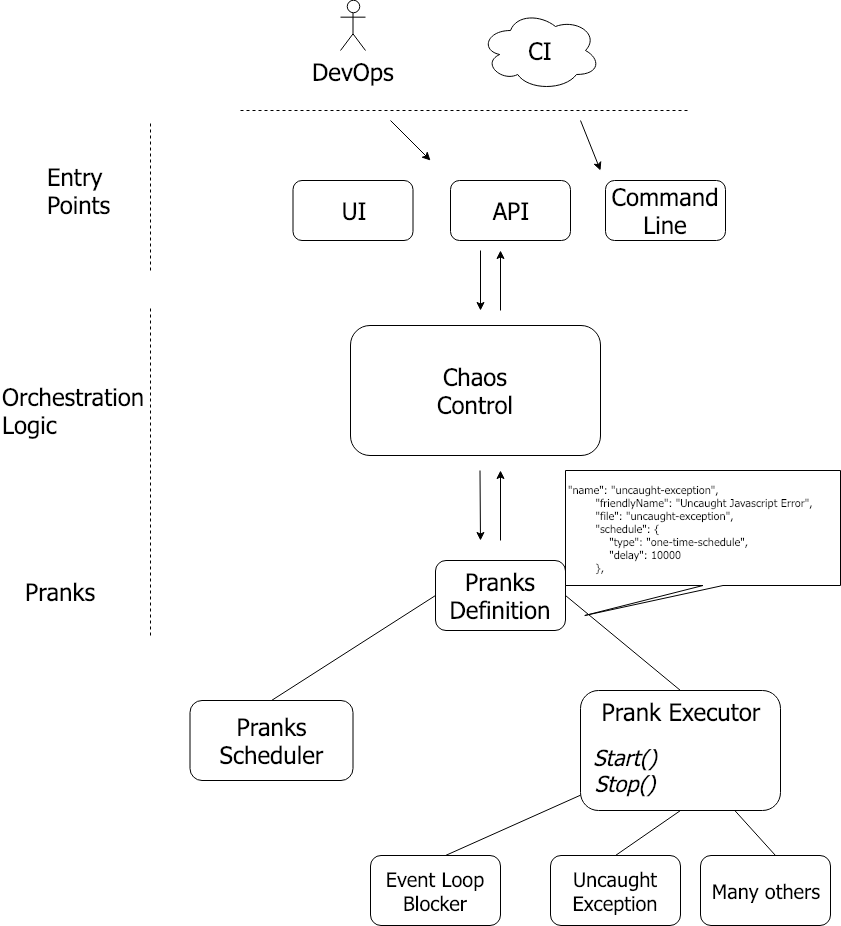 DevOps
CI
Entry
Points
UI
API
Command
Line
Orchestration
Logic
Chaos
Control
"name": "uncaught-exception",
"friendlyName": "Uncaught Javascript Error",
"file": "uncaught-exception",
"schedule": {
"type": "one-time-schedule",
"delay": 10000
},
Pranks
Pranks
Definition
Pranks
Scheduler
Prank Executor
Start()
Stop()
Event Loop
Blocker
Uncaught
Exception
Many others